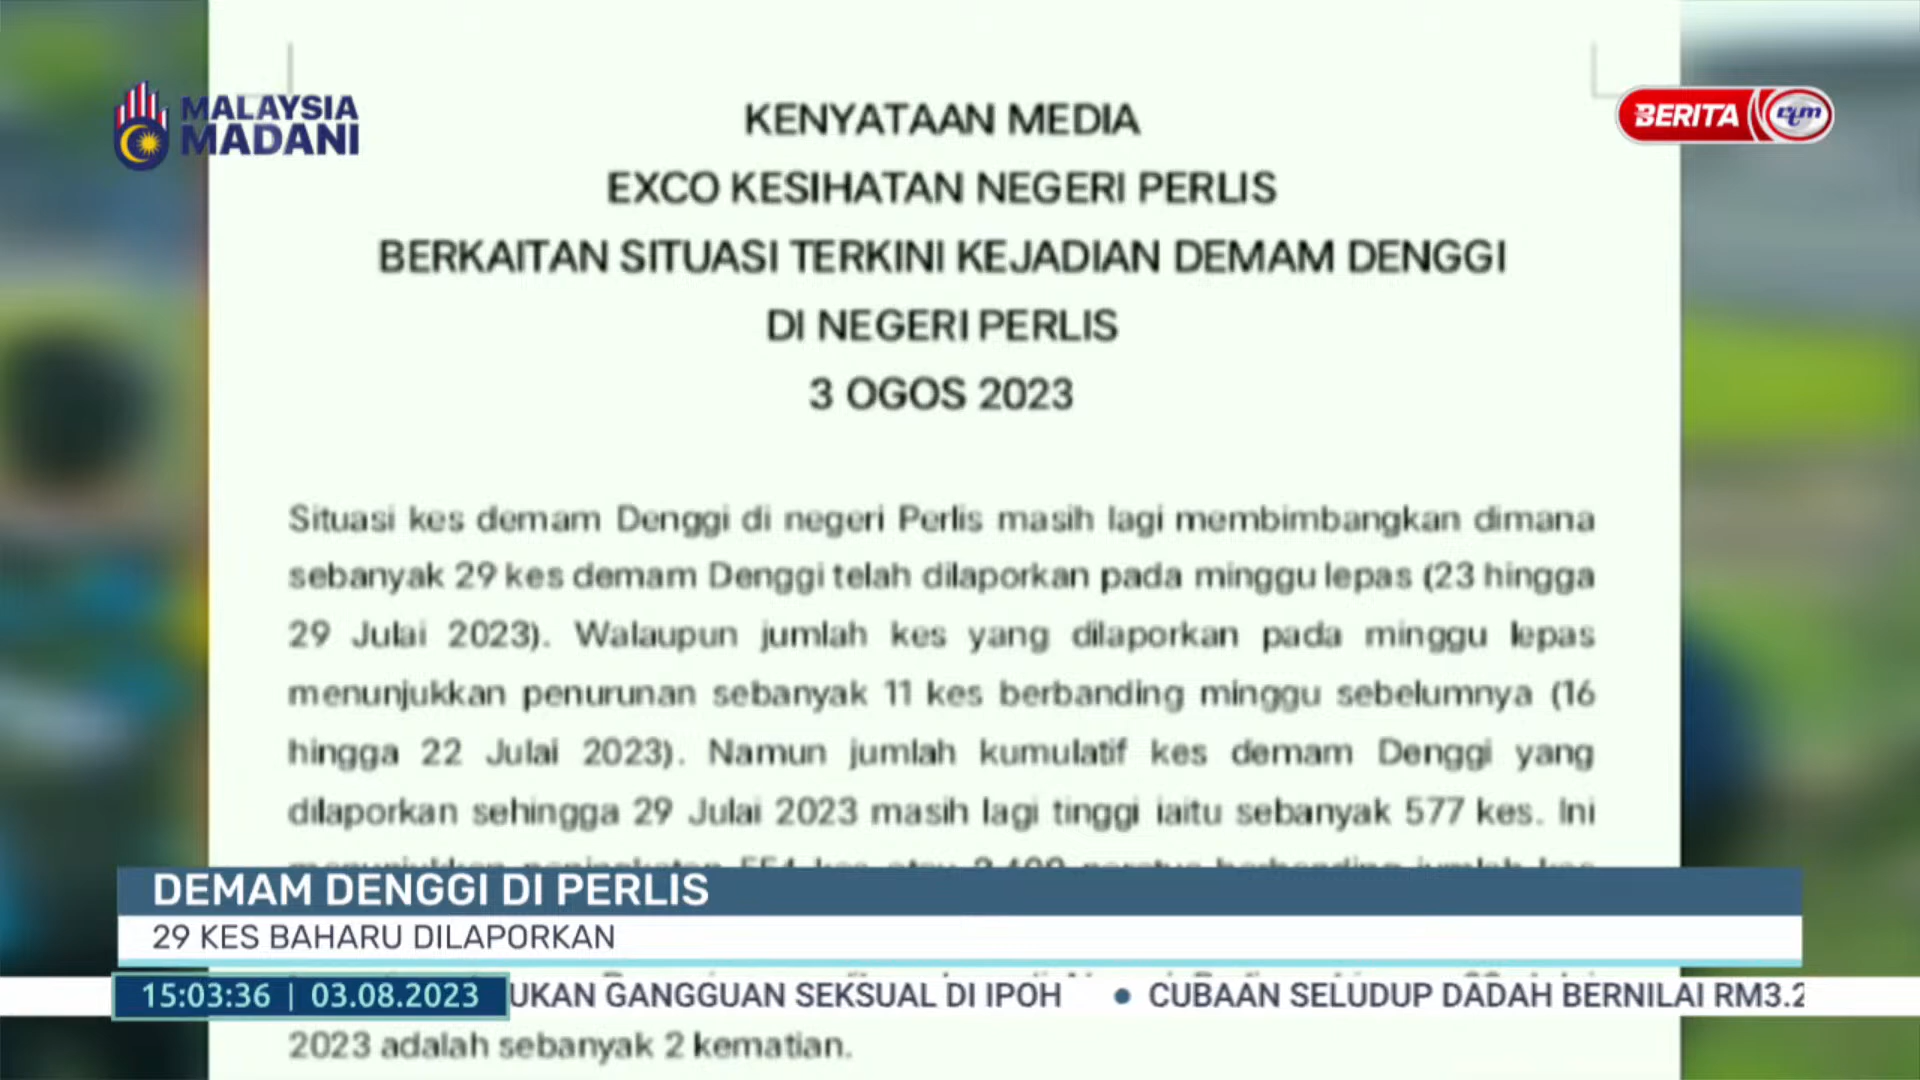 MALAYSIA
MADANI
BERITA rtm
KENYATAAN MEDIA
EXCO KESIHATAN NEGERI PERLIS
BERKAITAN SITUASI TERKINI KEJADIAN DEMAM DENGGI
DI NEGERI PERLIS
3 OGOS 2023
Situasi kes demam Denggi di negeri Perlis masih lagi membimbangkan dimana
sebanyak 29 kes demam Denggi telah dilaporkan pada minggu lepas (23 hingga
29 Julai 2023). Walaupun jumlah kes yang dilaporkan pada minggu lepas
menunjukkan penurunan sebanyak 11 kes berbanding minggu sebelumnya (16
hingga 22 Julai 2023). Namun jumlah kumulatif kes demam Denggi yang
dilaporkan sehingga 29 Julai 2023 masih lagi tinggi iaitu sebanyak 577 kes. Ini
DEMAM DENGGI DI PERLIS
29 KES BAHARU DILAPORKAN
15:03:36 | 03.08.2023 UKAN GANGGUAN SEKSUAL DI IPOH • CUBAAN SELUDUP DADAH BERNILAI RM3.2
2023 adalah sebanyak 2 kematian.